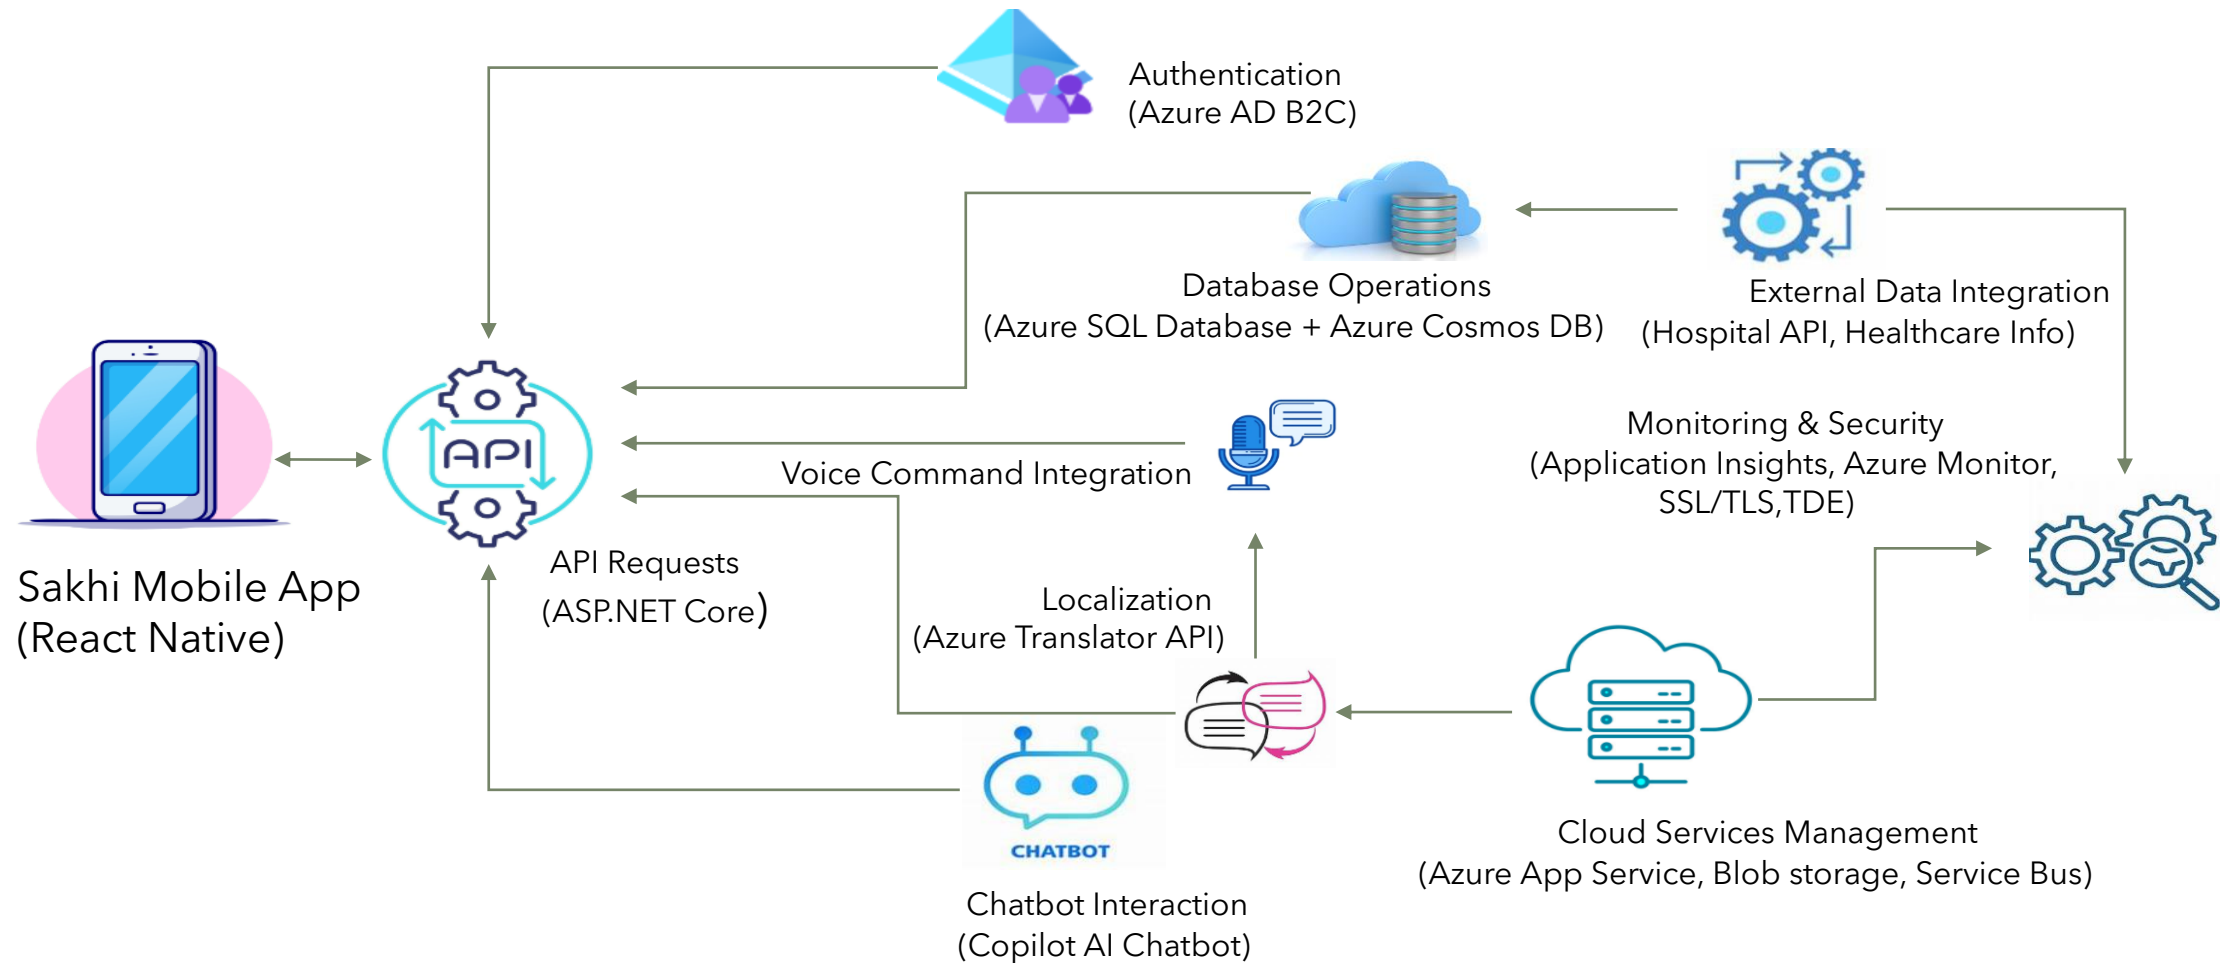 Authentication
(Azure AD B2C)
Database Operations
(Azure SQL Database + Azure Cosmos DB)
External Data Integration
(Hospital API, Healthcare Info)
Monitoring & Security
(Application Insights, Azure Monitor,
SSL/TLS,TDE)
API
Voice Command Integration
API Requests
(ASP.NET Core)
Sakhi Mobile App
(React Native)
Localization
(Azure Translator API)
CHATBOT
Cloud Services Management
(Azure App Service, Blob storage, Service Bus)
Chatbot Interaction
(Copilot AI Chatbot)